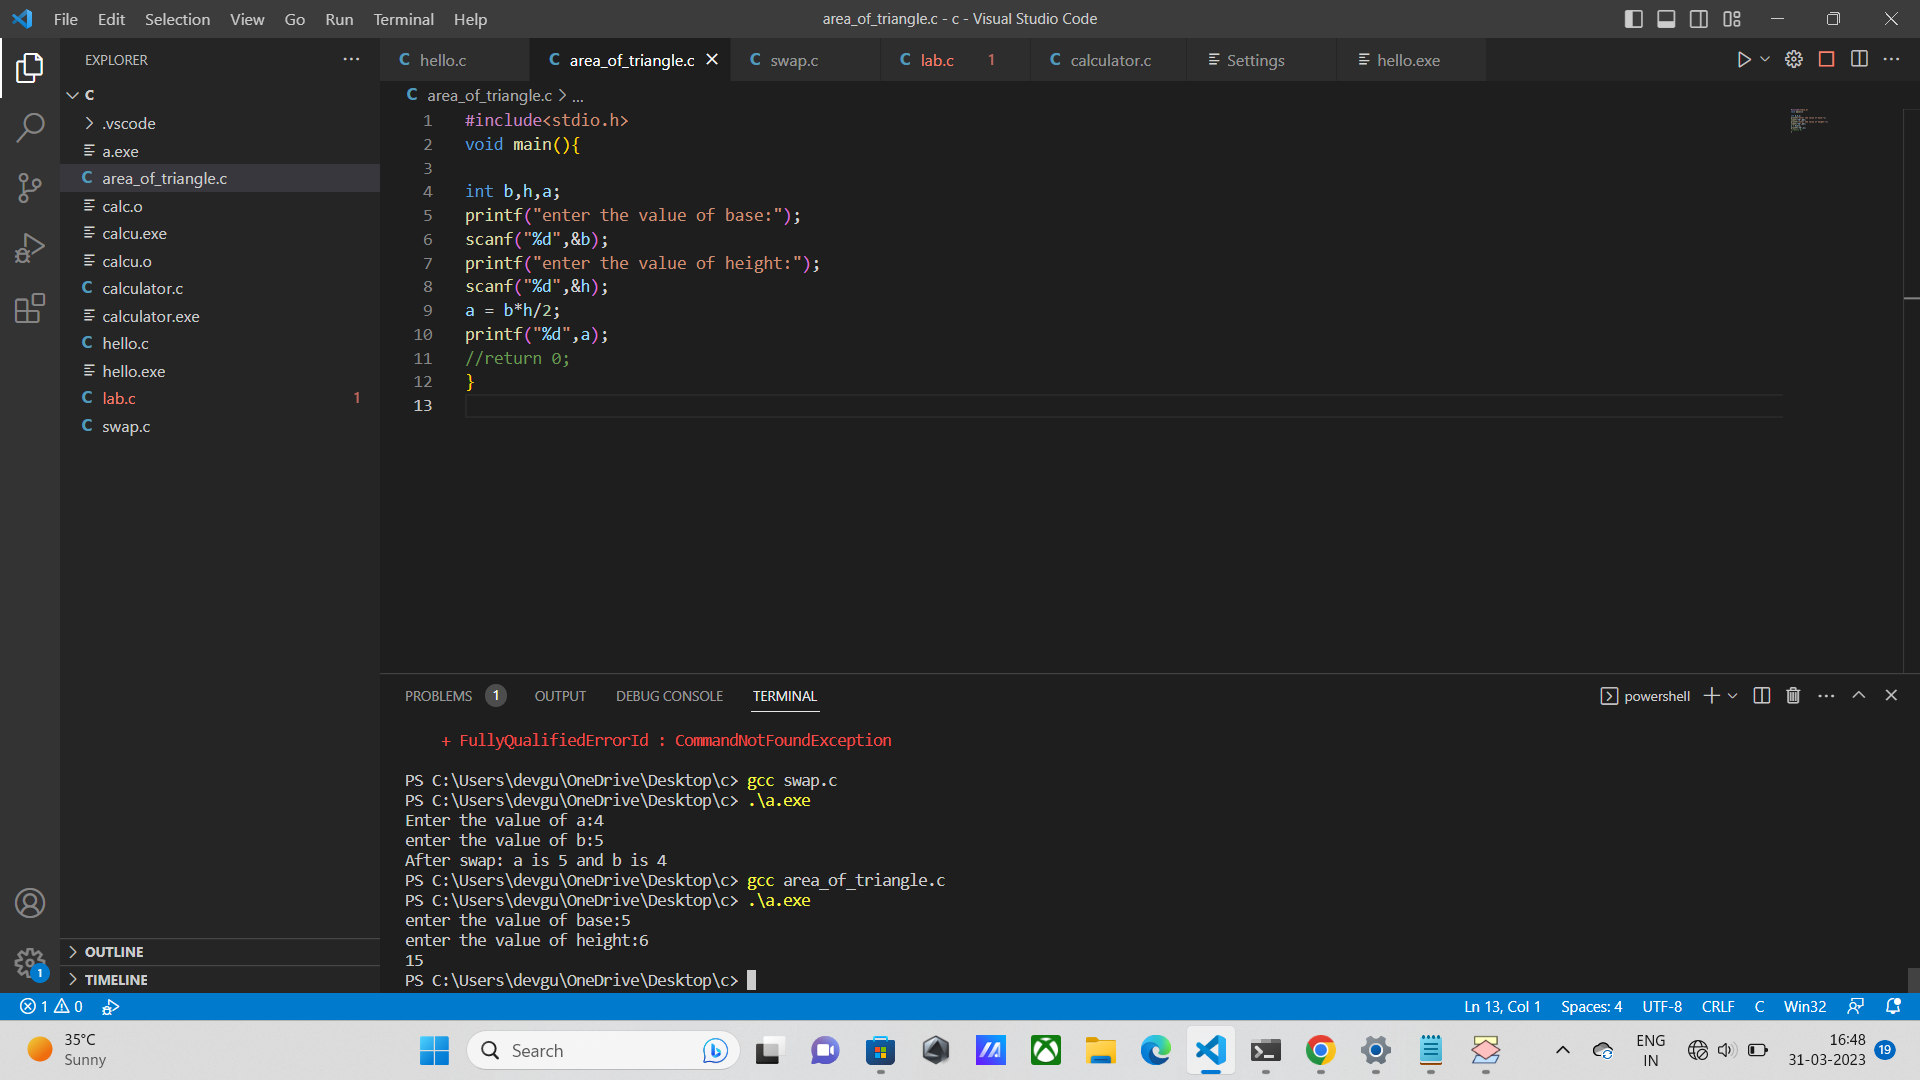 File Edit Selection View Go Run Terminal Help
area_of_triangle.c - c - Visual Studio Code
EXPLORER
C
.vscode
a.exe
area_of_triangle.c
calc.o
calcu.exe
calcu.o
calculator.c
calculator.exe
hello.c
hello.exe
lab.c 1
swap.c
OUTLINE
TIMELINE
hello.c area_of_triangle.c swap.c lab.c 1 calculator.c Settings hello.exe
area_of_triangle.c > ...
1 #include<stdio.h>
2 void main(){
3
4 int b,h,a;
5 printf("enter the value of base:");
6 scanf("%d",&b);
7 printf("enter the value of height:");
8 scanf("%d",&h);
9 a = b*h/2;
10 printf("%d",a);
11 //return 0;
12 }
13
PROBLEMS 1 OUTPUT DEBUG CONSOLE TERMINAL
powershell
+ FullyQualifiedErrorId : CommandNotFoundException
PS C:\Users\devgu\OneDrive\Desktop\c> gcc swap.c
PS C:\Users\devgu\OneDrive\Desktop\c> .\a.exe
Enter the value of a:4
enter the value of b:5
After swap: a is 5 and b is 4
PS C:\Users\devgu\OneDrive\Desktop\c> gcc area_of_triangle.c
PS C:\Users\devgu\OneDrive\Desktop\c> .\a.exe
enter the value of base:5
enter the value of height:6
15
PS C:\Users\devgu\OneDrive\Desktop\c>
1
1 0
Ln 13, Col 1 Spaces: 4 UTF-8 CRLF C Win32
35°C
Sunny
Search
ENG
IN
16:48
31-03-2023
19